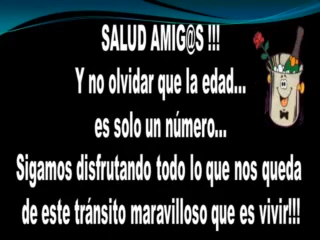 SALUD AMIG@S !!!
Y no olvidar que la edad...
es solo un número...
Sigamos disfrutando todo lo que nos queda
de este tránsito maravilloso que es vivir!!!